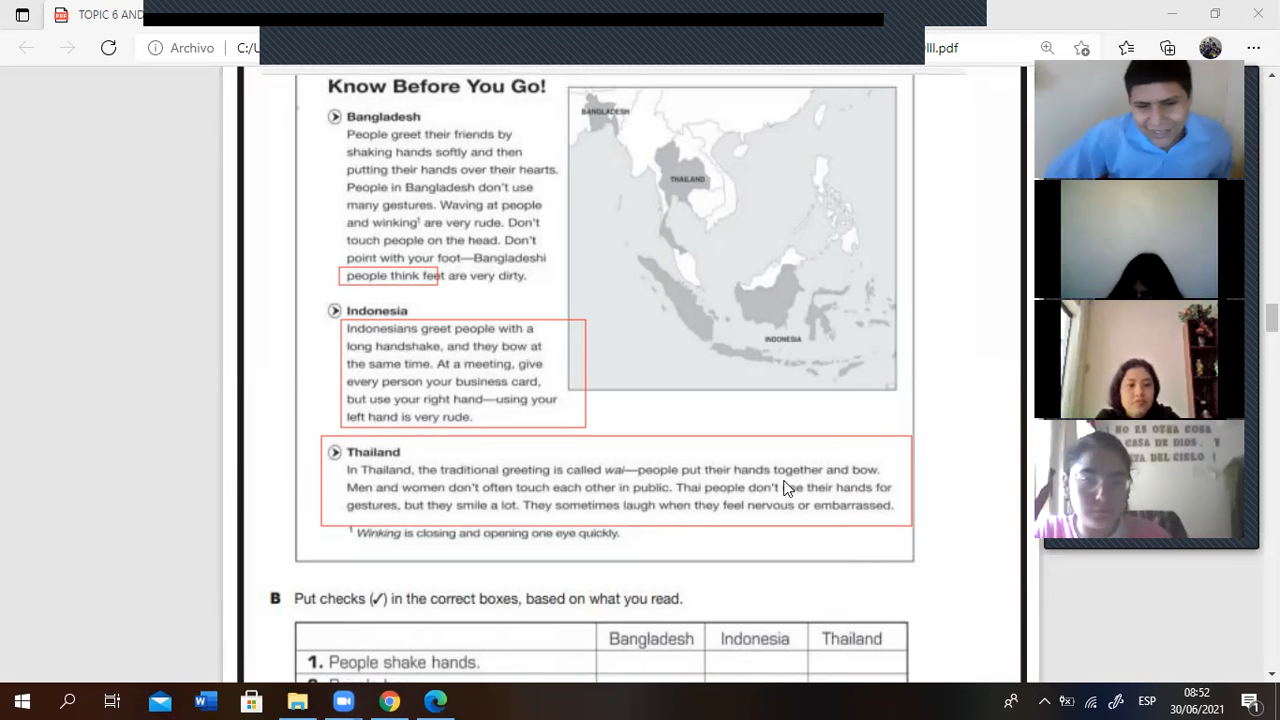 TOPIC 6 AND
Archivo
C:/U
lll.pdf
Know Before You Go!
Bangladesh
People greet their friends by
shaking hands softly and then
putting their hands over their hearts.
People in Bangladesh don't use
many gestures. Waving at people
and winking¹ are very rude. Don't
touch people on the head. Don't
point with your foot—Bangladeshi
people think feet are very dirty.
BANGLADESH
THAILAND
INDONESIA
Indonesia
Indonesians greet people with a
long handshake, and they bow at
the same time. At a meeting, give
every person your business card,
but use your right hand—using your
left hand is very rude.
Thailand
In Thailand, the traditional greeting is called wai—people put their hands together and bow.
Men and women don't often touch each other in public. Thai people don't use their hands for
gestures, but they smile a lot. They sometimes laugh when they feel nervous or embarrassed.
¹ Winking is closing and opening one eye quickly.
B Put checks (✓) in the correct boxes, based on what you read.
Bangladesh Indonesia Thailand
1. People shake hands.
NO ES OTRA COSA
CASA DE DIOS. Y
TA DEL CIELO
ESP
08:52
30/06/2021